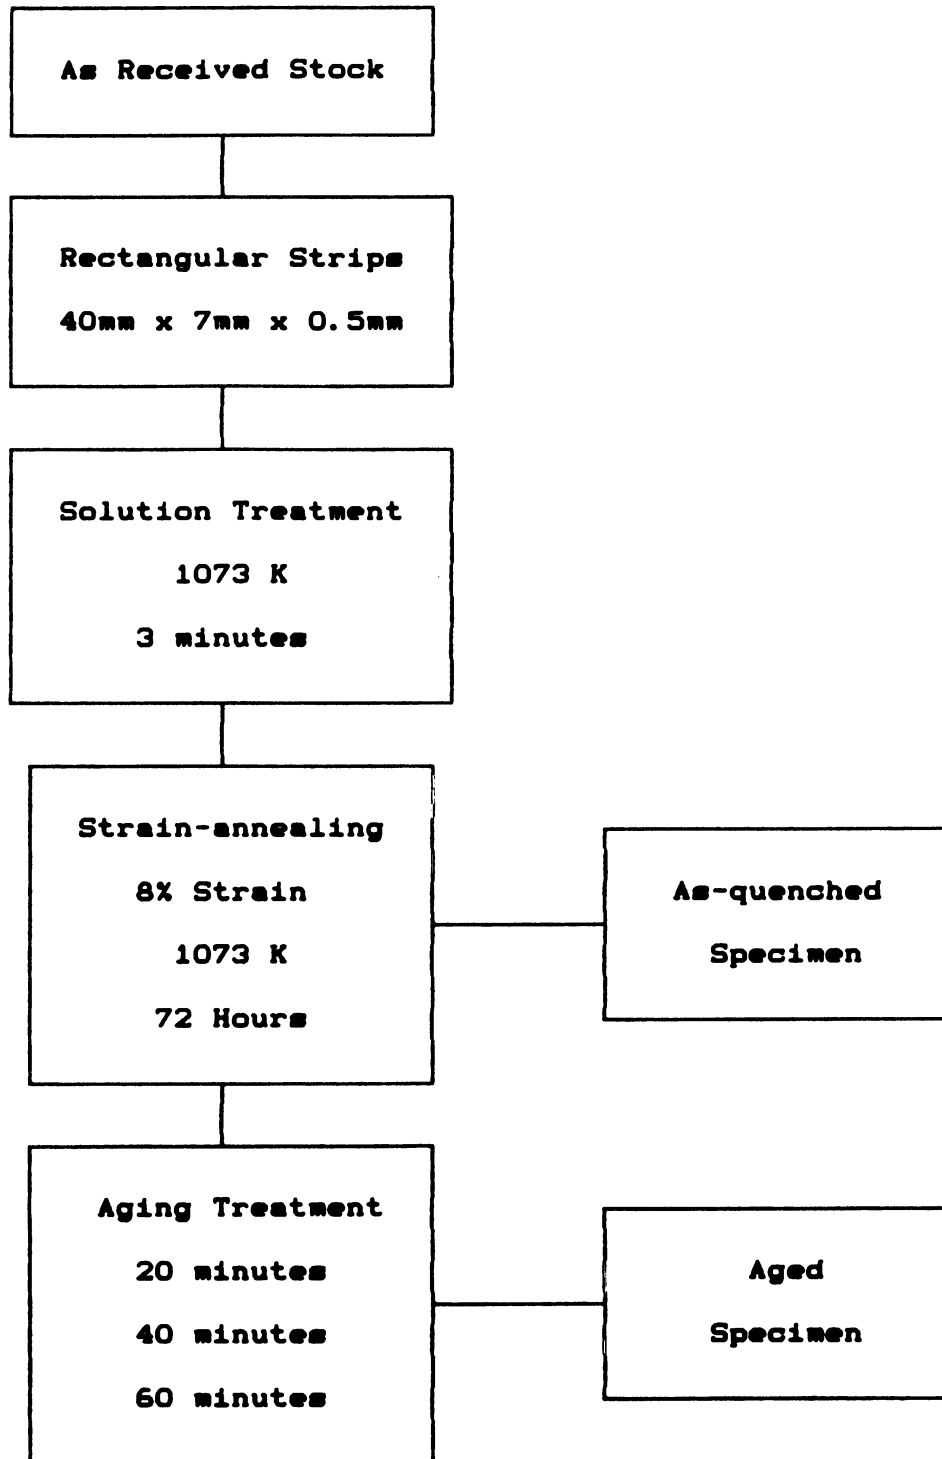 As Received Stock
Rectangular Strips
40mm x 7mm x 0.5mm
Solution Treatment
1073 K
3 minutes
Strain-annealing
8% Strain
1073 K
72 Hours
As-quenched
Specimen
Aging Treatment
20 minutes
40 minutes
60 minutes
Aged
Specimen